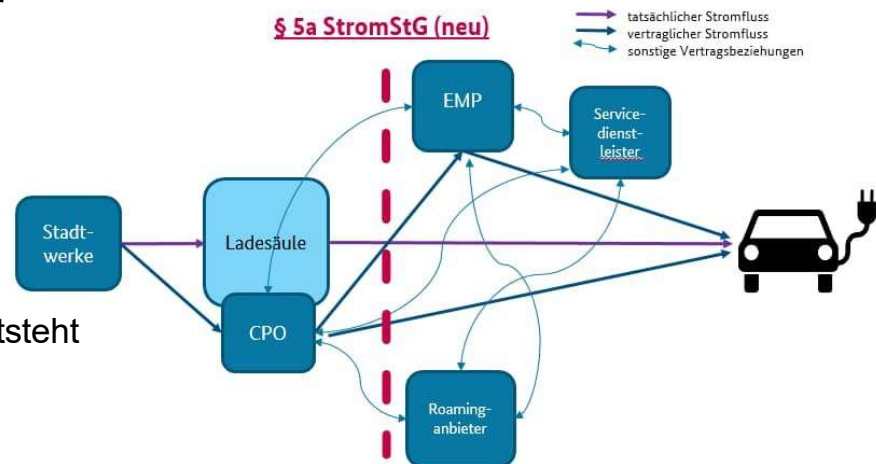 § 5a StromStG (neu)
tatsächlicher Stromfluss
vertraglicher Stromfluss
sonstige Vertragsbeziehungen
EMP
Service-
dienst-
leister
Stadt-
werke
Ladesäule
CPO
tsteht
Roaming-
anbieter